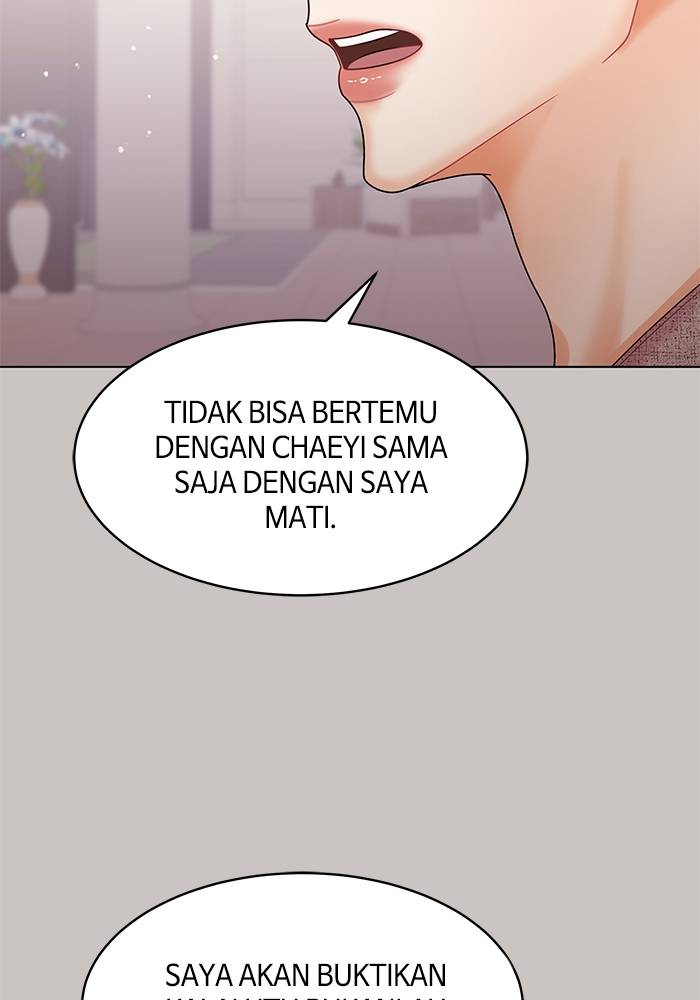 TIDAK BISA BERTEMU
DENGAN CHAEYI SAMA
SAJA DENGAN SAYA
MATI.
SAYA AKAN BUKTIKAN